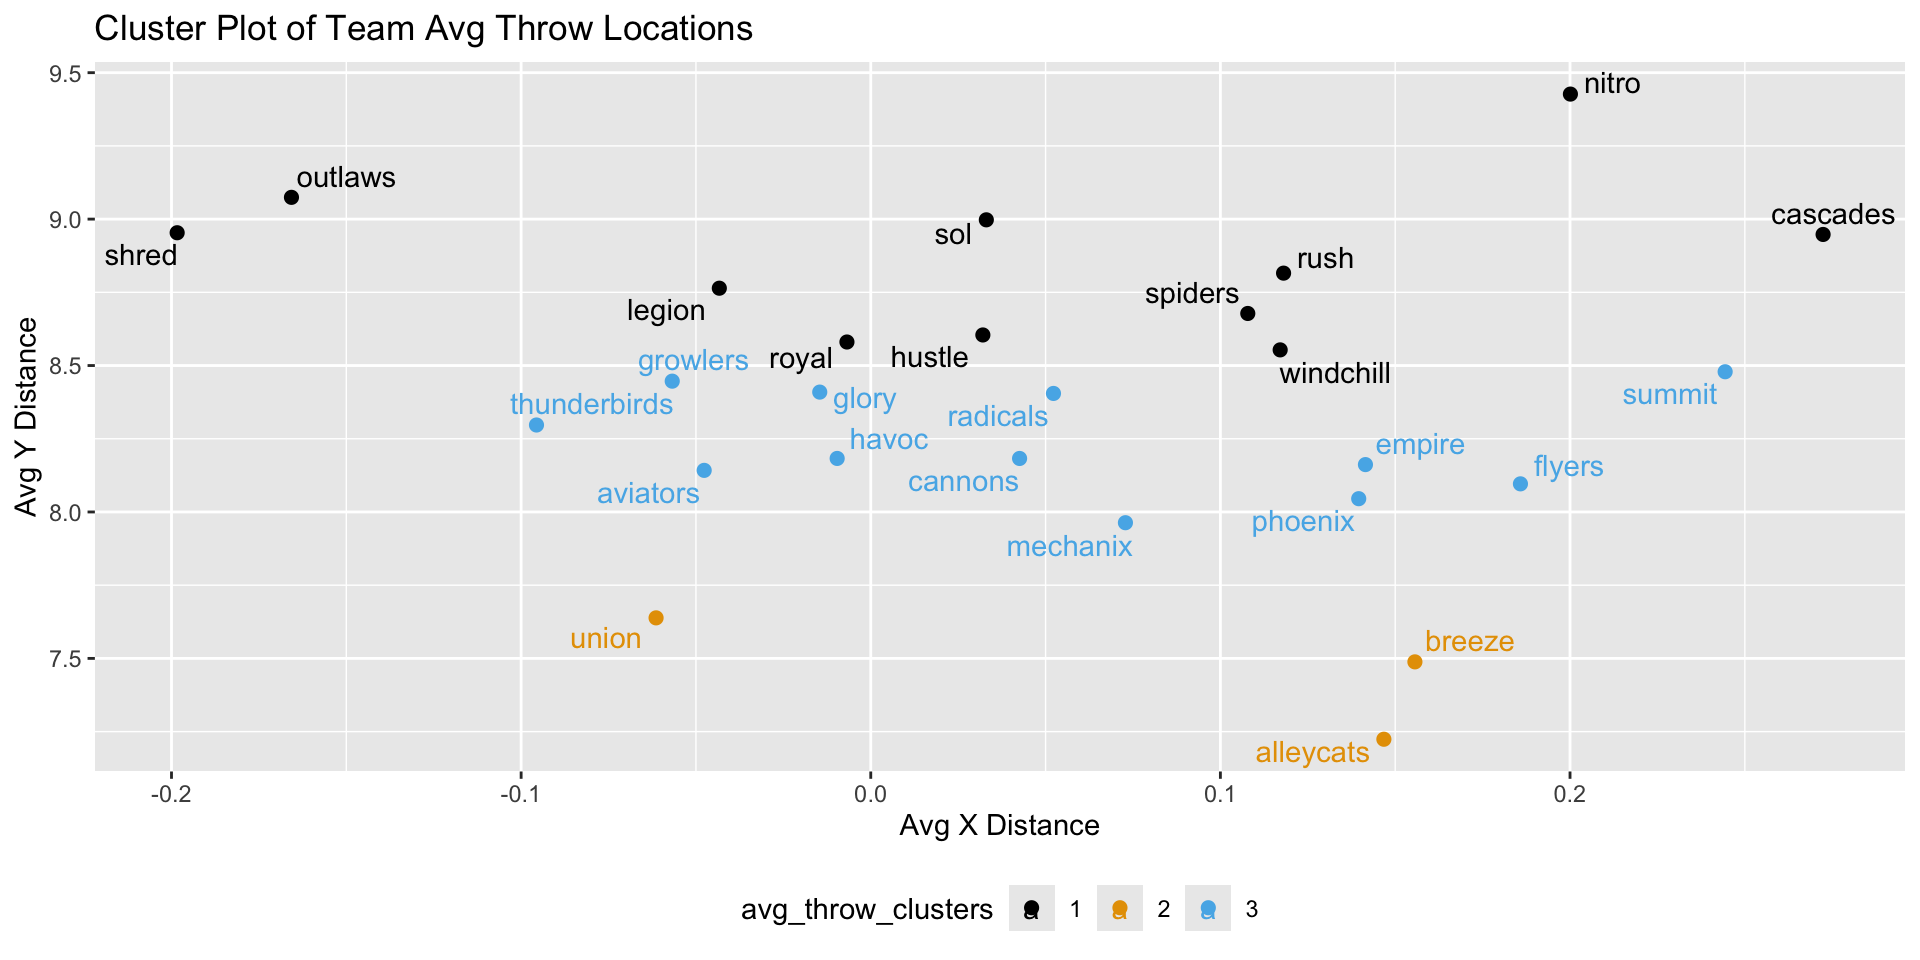 Cluster Plot of Team Avg Throw Locations
9.5
nitro
outlaws
9.0
cascades
sol
shred
rush
spiders
legion
royal
hustle
growlers
8.5
windchill
summit
thunderbirds
glory
radicals
havoc
empire
flyers
aviators
cannons
8.0
phoenix
mechanix
union
breeze
7.5
alleycats
Avg Y Distance
-0.2 -0.1 0.0 0.1 0.2
Avg X Distance
avg_throw_clusters a 1 a 2 a 3